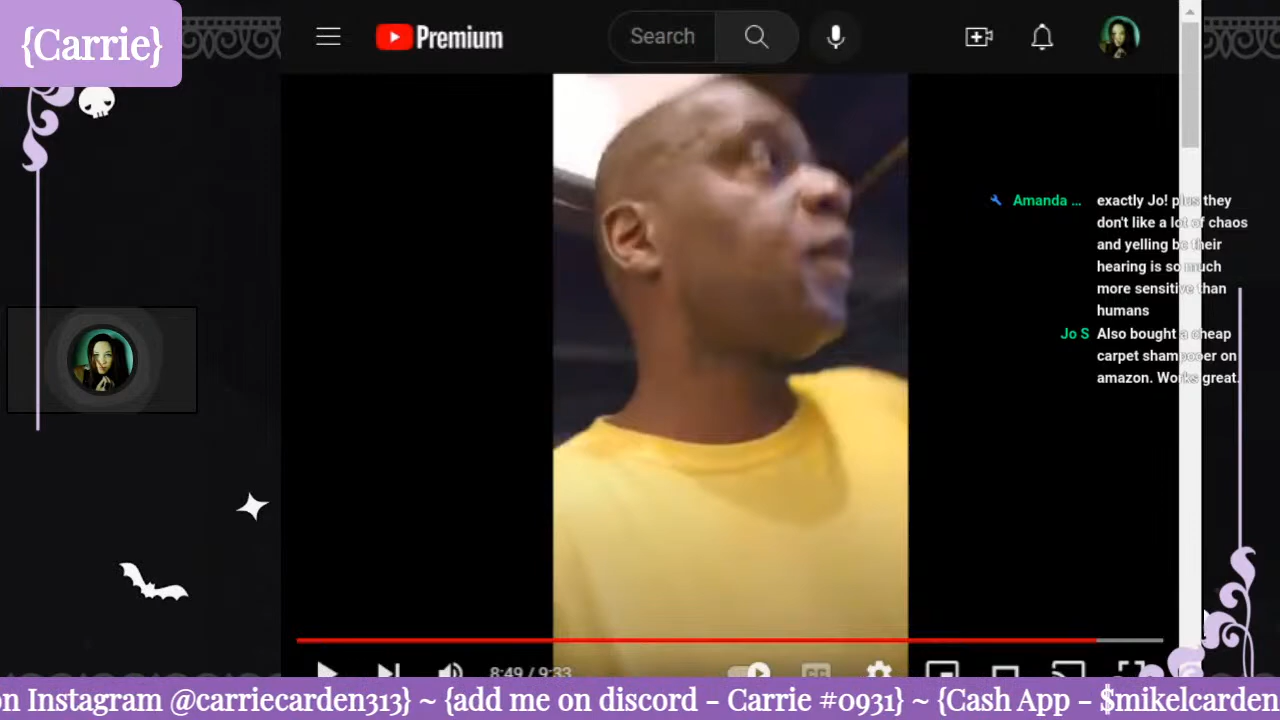 {Carrie}
Premium
Search
Amanda ...
exactly Jo! plus they
don't like a lot of chaos
and yelling bc their
hearing is so much
more sensitive than
humans
Jo S
Also bought a cheap
carpet shampooer on
amazon. Works great.
8:49 / 9:33
on Instagram @carriecarden313} ~ {add me on discord - Carrie #0931} ~ {Cash App - $mikelcarden